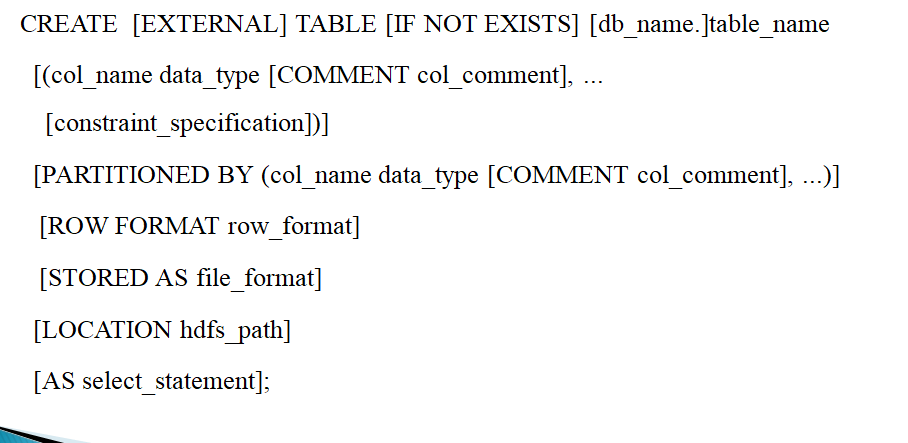 CREATE [EXTERNAL] TABLE [IF NOT EXISTS] [db_name.]table_name
[(col_name data_type [COMMENT col_comment], ...
[constraint_specification])]
[PARTITIONED BY (col_name data_type [COMMENT col_comment], ...)]
[ROW FORMAT row_format]
[STORED AS file_format]
[LOCATION hdfs_path]
[AS select_statement];